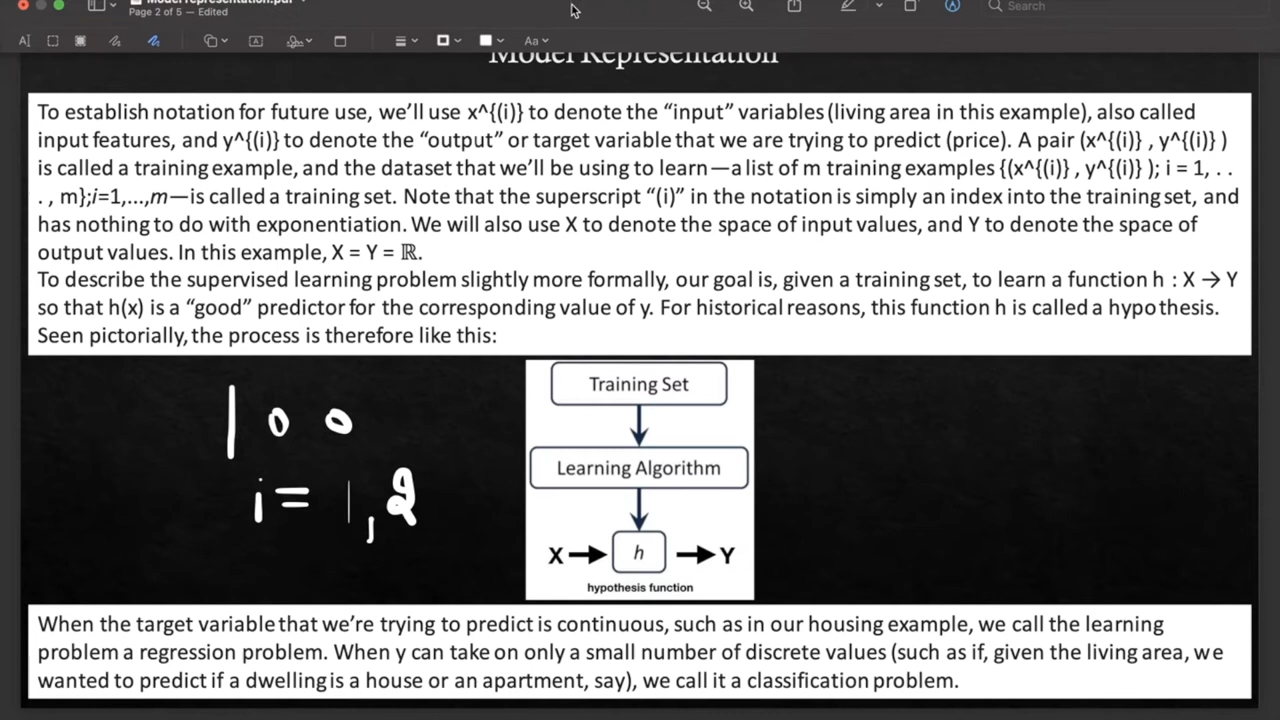 Model representation.pdf
Page 2 of 5 — Edited
Search
Aa
Model Representation
To establish notation for future use, we’ll use x^{(i)} to denote the “input” variables (living area in this example), also called
input features, and y^{(i)} to denote the “output” or target variable that we are trying to predict (price). A pair (x^{(i)} , y^{(i)} )
is called a training example, and the dataset that we’ll be using to learn—a list of m training examples {(x^{(i)} , y^{(i)} ); i = 1, . .
. , m};i=1,...,m—is called a training set. Note that the superscript “(i)” in the notation is simply an index into the training set, and
has nothing to do with exponentiation. We will also use X to denote the space of input values, and Y to denote the space of
output values. In this example, X = Y = ℝ.
To describe the supervised learning problem slightly more formally, our goal is, given a training set, to learn a function h : X → Y
so that h(x) is a “good” predictor for the corresponding value of y. For historical reasons, this function h is called a hypothesis.
Seen pictorially, the process is therefore like this:
100
i = 1, 2
Training Set
Learning Algorithm
X h Y
hypothesis function
When the target variable that we’re trying to predict is continuous, such as in our housing example, we call the learning
problem a regression problem. When y can take on only a small number of discrete values (such as if, given the living area, we
wanted to predict if a dwelling is a house or an apartment, say), we call it a classification problem.